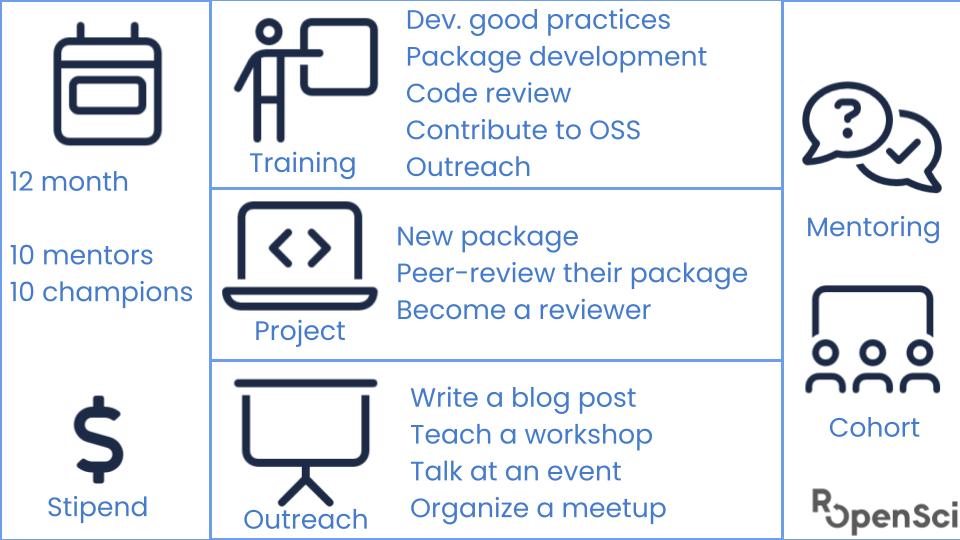 12 month
10 mentors
10 champions
$
Stipend
Training
Dev. good practices
Package development
Code review
Contribute to OSS
Outreach
Project
New package
Peer-review their package
Become a reviewer
Outreach
Write a blog post
Teach a workshop
Talk at an event
Organize a meetup
?
Mentoring
Cohort
ROpenSci